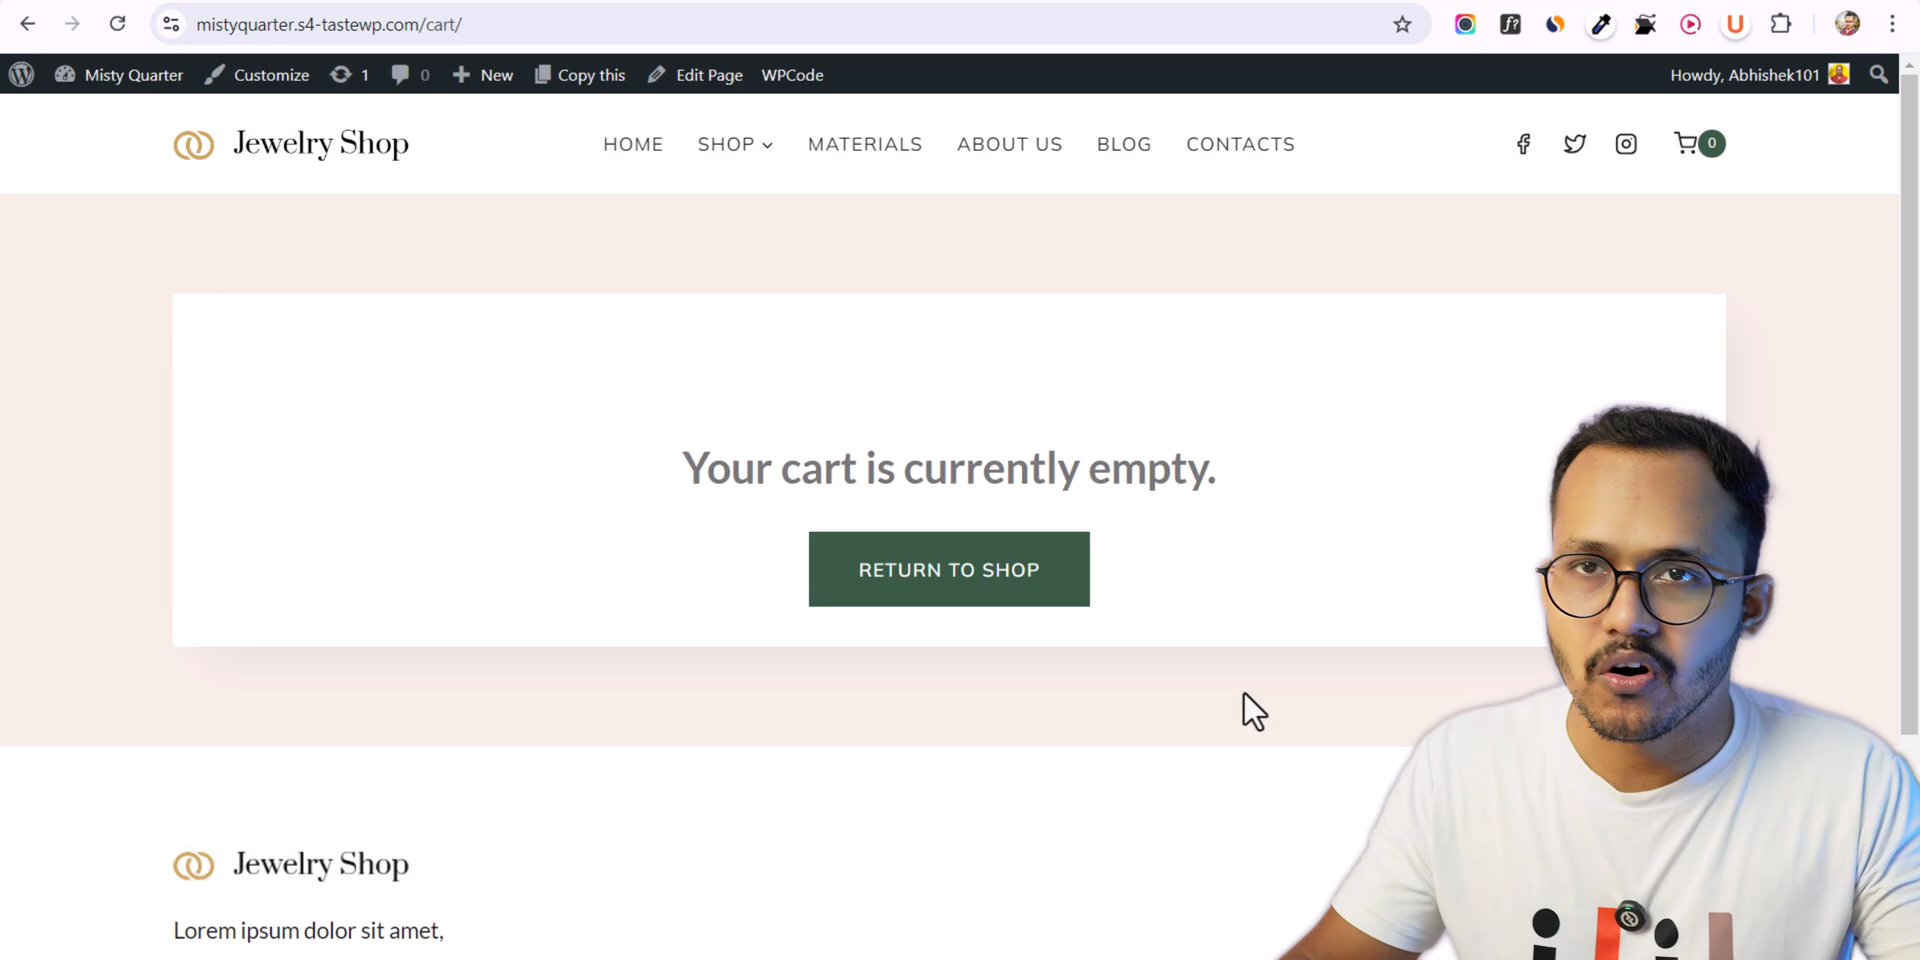 mistyquarter.s4-tastewp.com/cart/
f?
U
Misty Quarter Customize 1 0 New Copy this Edit Page WPCode Howdy, Abhishek101
Jewelry Shop HOME SHOP MATERIALS ABOUT US BLOG CONTACTS 0
Your cart is currently empty.
RETURN TO SHOP
Jewelry Shop
Lorem ipsum dolor sit amet,